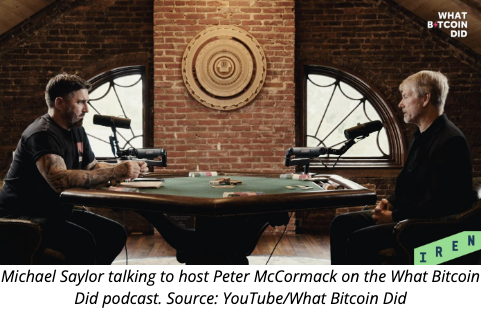 WHAT
B₿TCOIN
DID
IREN
Michael Saylor talking to host Peter McCormack on the What Bitcoin
Did podcast. Source: YouTube/What Bitcoin Did